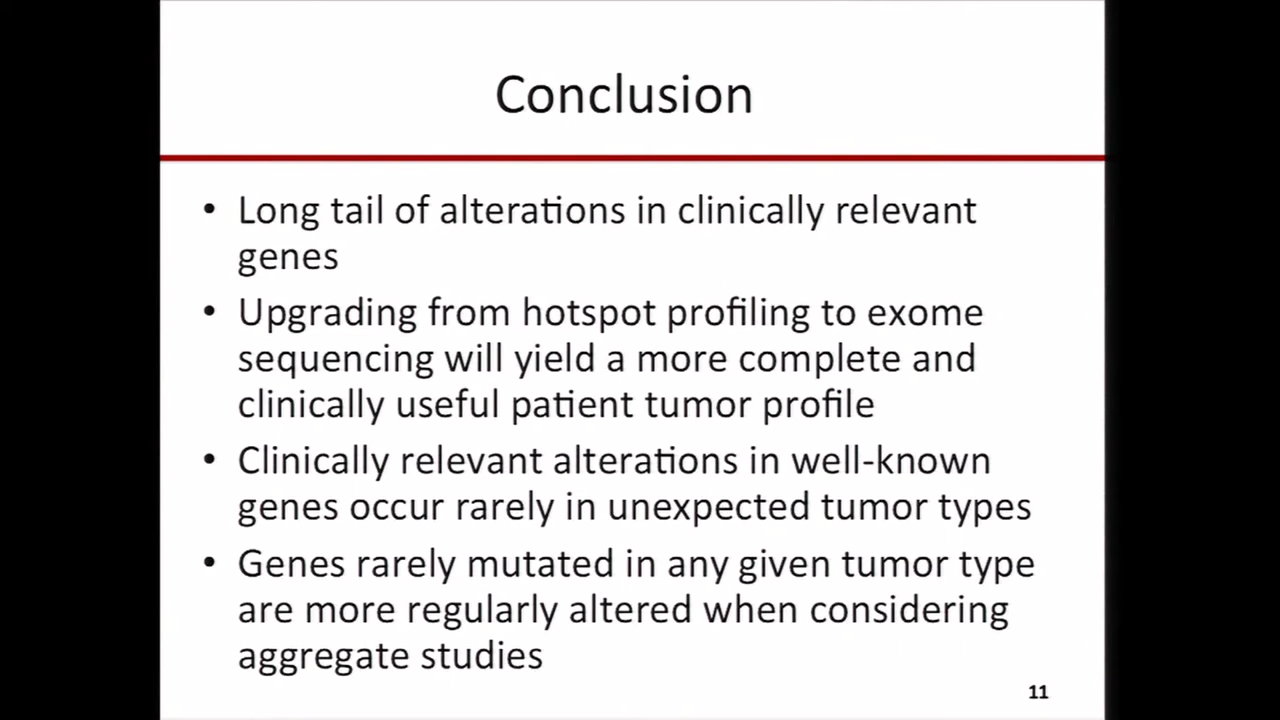 Conclusion
• Long tail of alterations in clinically relevant
genes
• Upgrading from hotspot profiling to exome
sequencing will yield a more complete and
clinically useful patient tumor profile
• Clinically relevant alterations in well-known
genes occur rarely in unexpected tumor types
• Genes rarely mutated in any given tumor type
are more regularly altered when considering
aggregate studies
11